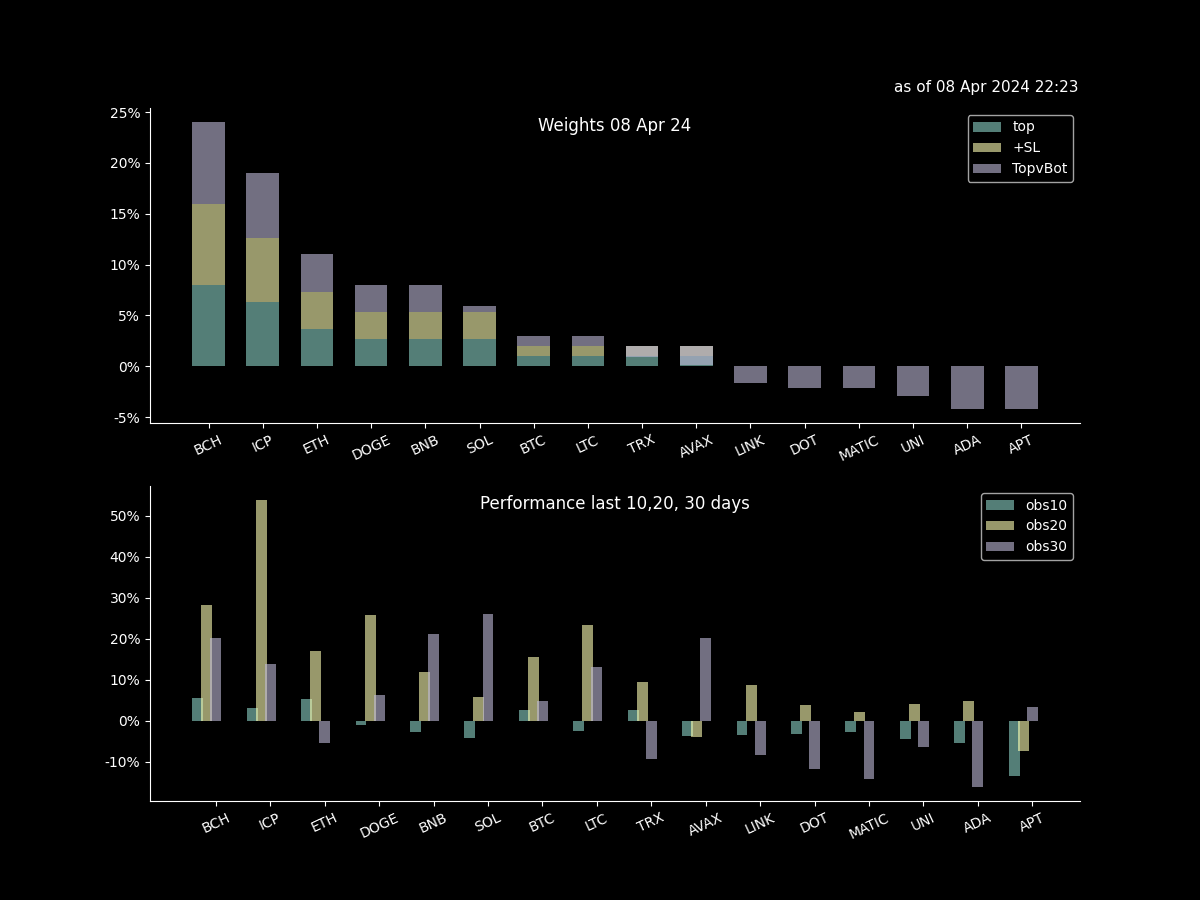 as of 08 Apr 2024 22:23
Weights 08 Apr 24
25%
20%
15%
10%
5%
0%
-5%
top
+SL
TopvBot
BCH ICP ETH DOGE BNB SOL BTC LTC TRX AVAX LINK DOT MATIC UNI ADA APT
Performance last 10,20, 30 days
50%
40%
30%
20%
10%
0%
-10%
obs10
obs20
obs30
BCH ICP ETH DOGE BNB SOL BTC LTC TRX AVAX LINK DOT MATIC UNI ADA APT